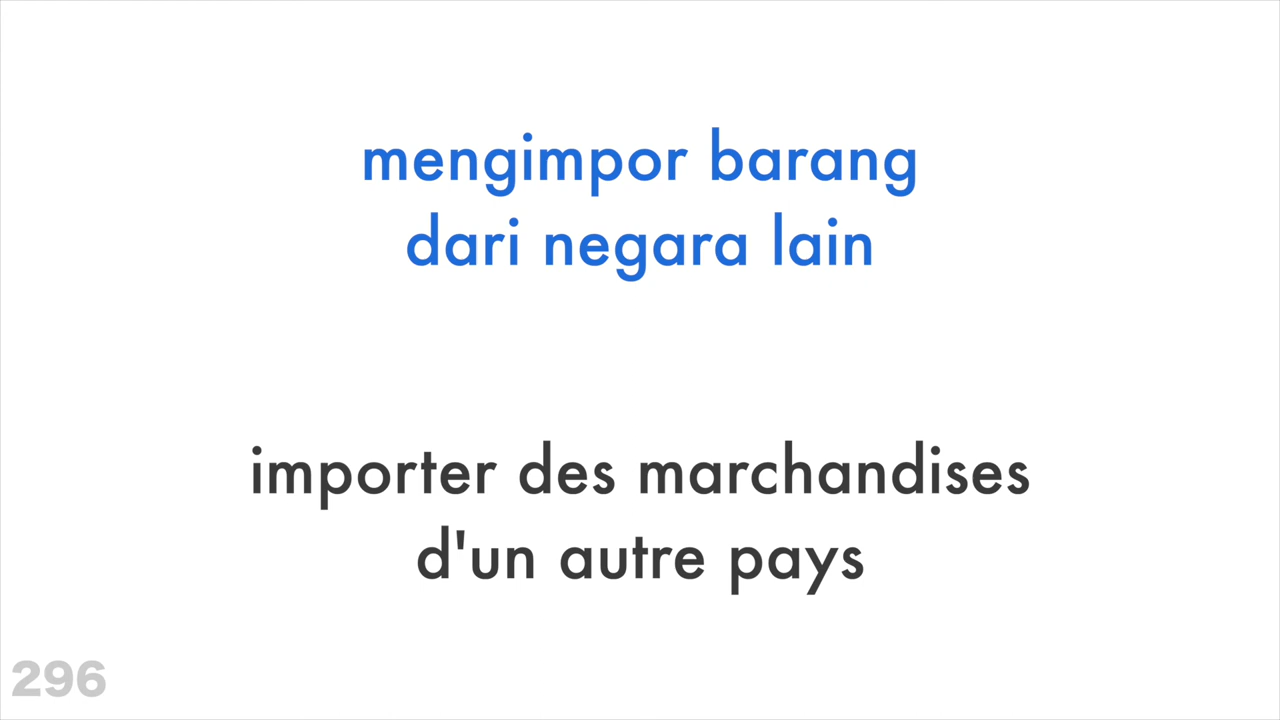 mengimpor barang
dari negara lain
importer des marchandises
d'un autre pays
296